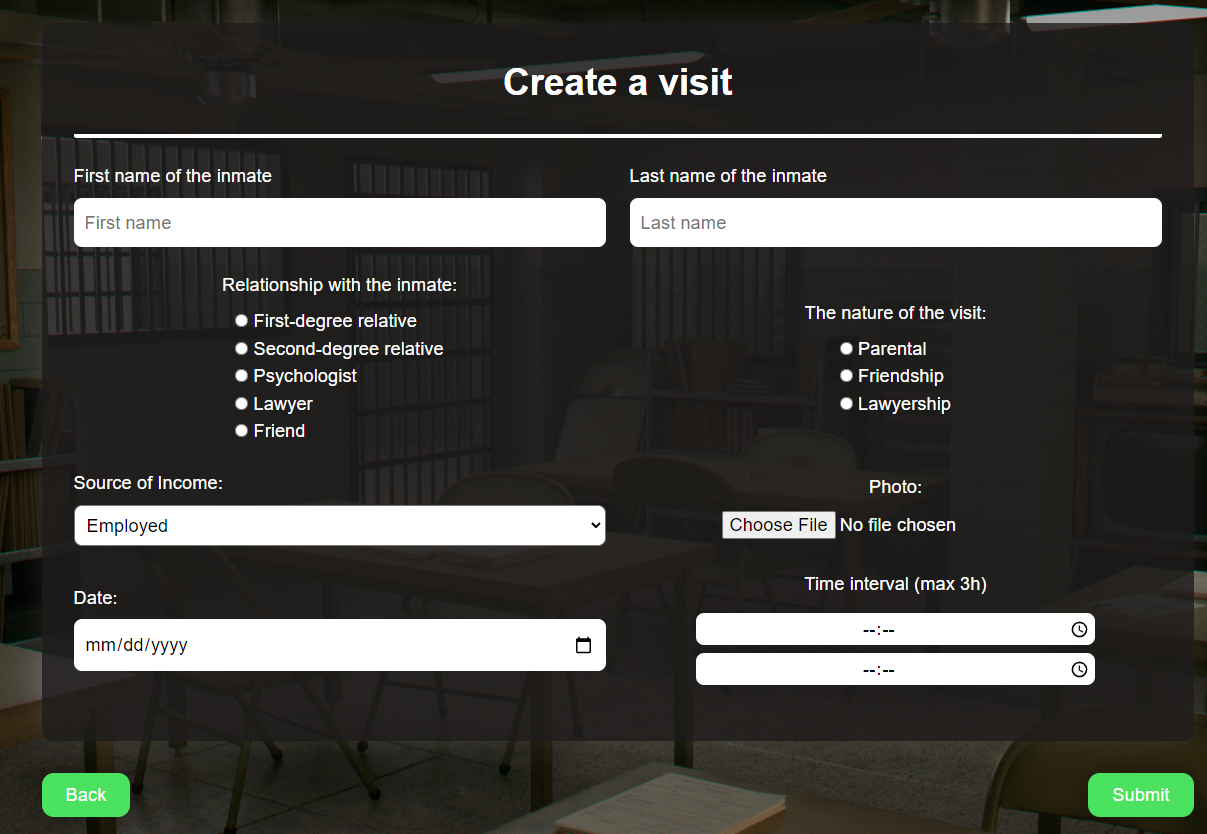 Create a visit
First name of the inmate
First name
Last name of the inmate
Last name
Relationship with the inmate:
First-degree relative
Second-degree relative
Psychologist
Lawyer
Friend
The nature of the visit:
Parental
Friendship
Lawyership
Source of Income:
Employed
Photo:
Choose File No file chosen
Date:
mm/dd/yyyy
Time interval (max 3h)
--:--
--:--
Back
Submit